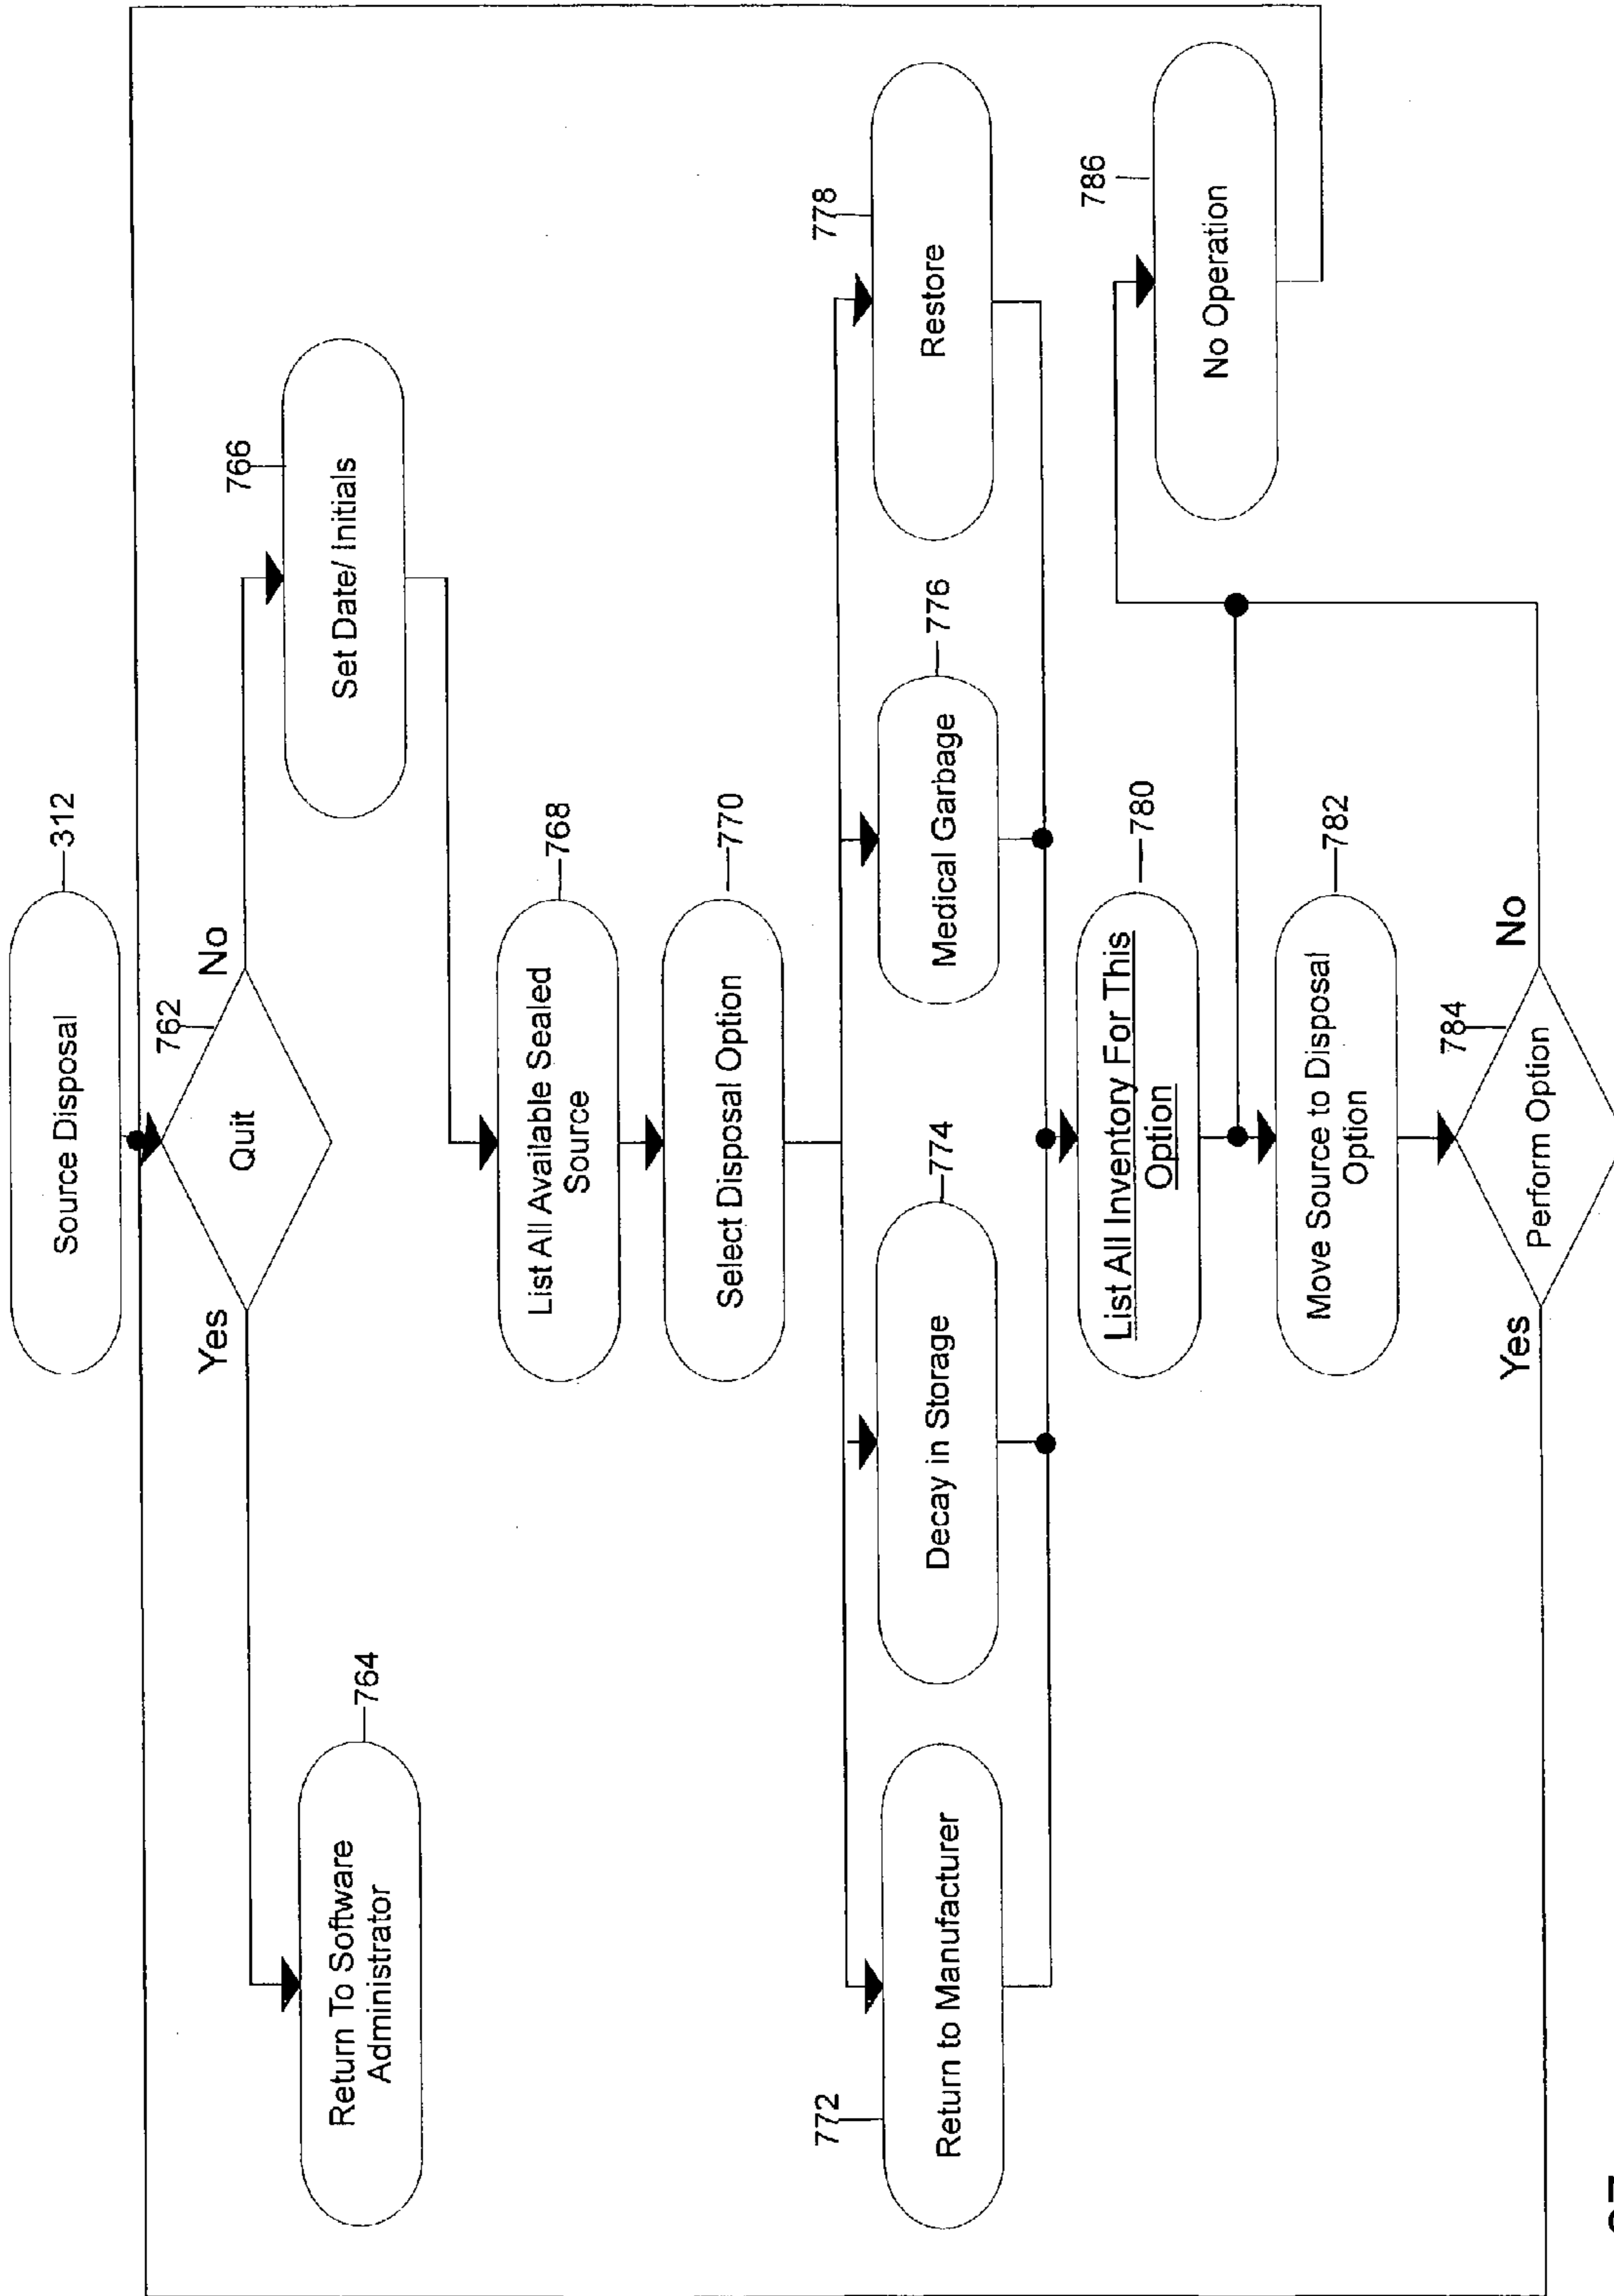 Source Disposal
312
762
Quit
Yes
No
764
Return To Software
Administrator
766
Set Date/ Initials
List All Available Sealed
Source
768
Select Disposal Option
770
772
Return to Manufacturer
Decay in Storage
774
Medical Garbage
776
778
Restore
List All Inventory For This
Option
780
Move Source to Disposal
Option
782
786
No Operation
784
Perform Option
Yes
No